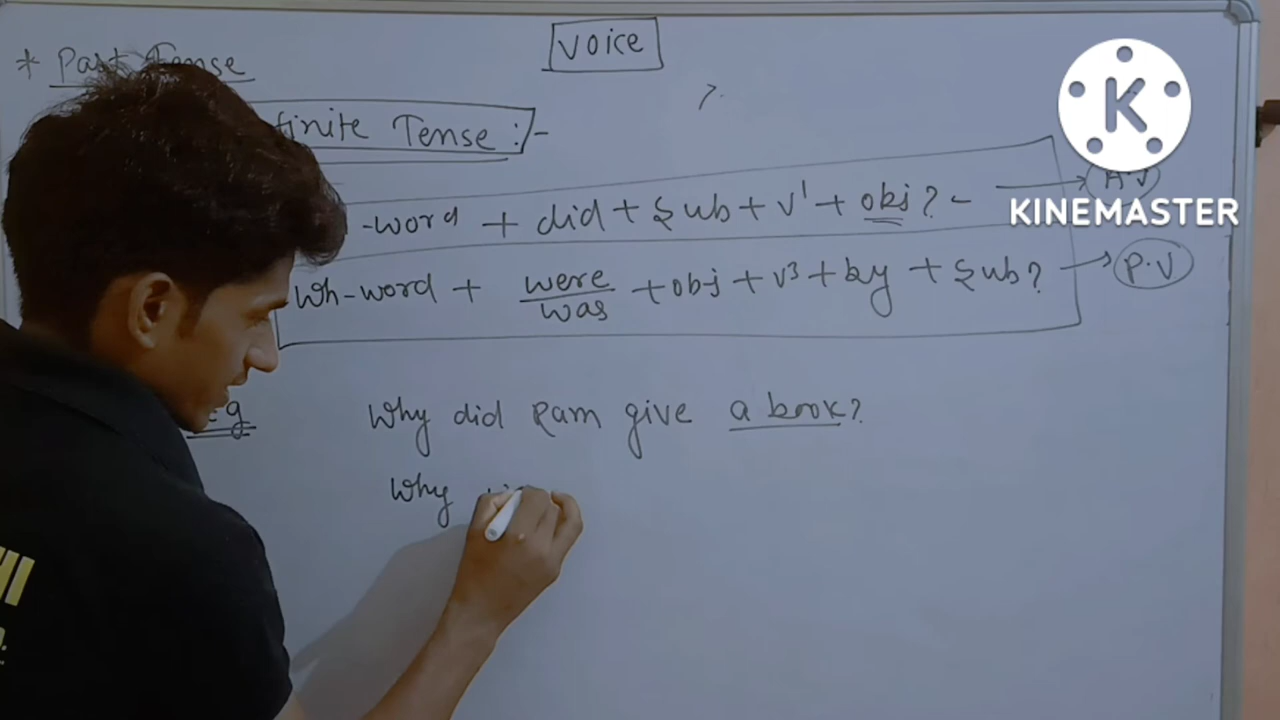 Voice
* Past Tense
finite Tense :-
-word + did + Sub + V¹ + obj? - A.V
KINEMASTER
Wh-word + were/was + obj + V³ + by + Sub? P.V
eg Why did Ram give a book?
Why